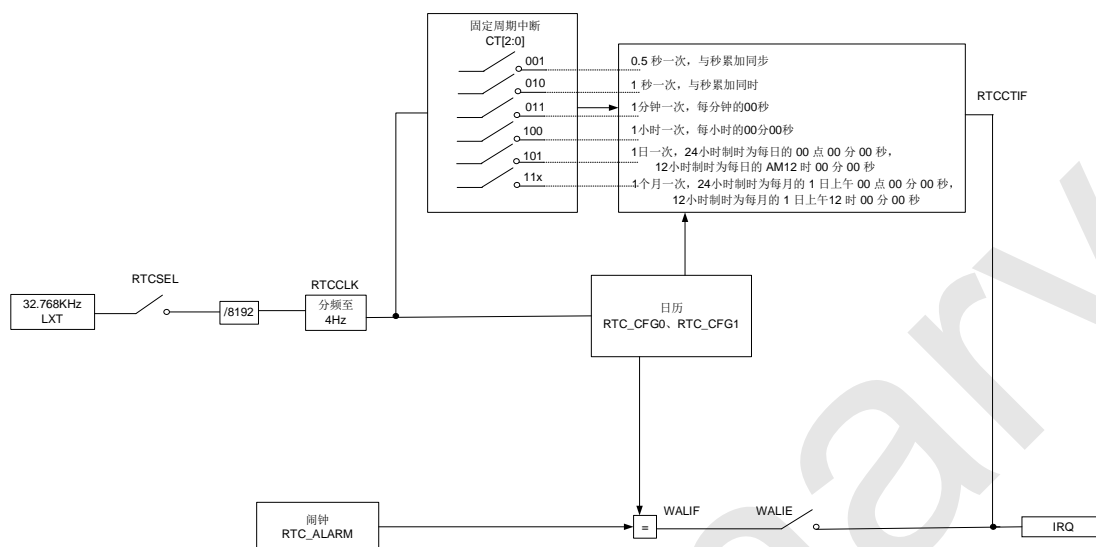 固定周期中断
CT[2:0]
001
010
011
100
101
11x
0.5 秒一次，与秒累加同步
1 秒一次，与秒累加同时
1分钟一次，每分钟的00秒
1小时一次，每小时的00分00秒
1日一次，24小时制时为每日的 00 点 00 分 00 秒，
12小时制时为每日的 AM12 时 00 分 00 秒
1个月一次，24小时制时为每月的 1 日上午 00 点 00 分 00 秒，
12小时制时为每月的 1 日上午12 时 00 分 00 秒
RTCCTIF
RTCSEL
RTCCLK
32.768KHz
LXT
/8192
分频至
4Hz
日历
RTC_CFG0、RTC_CFG1
闹钟
RTC_ALARM
=
WALIF
WALIE
IRQ
ary